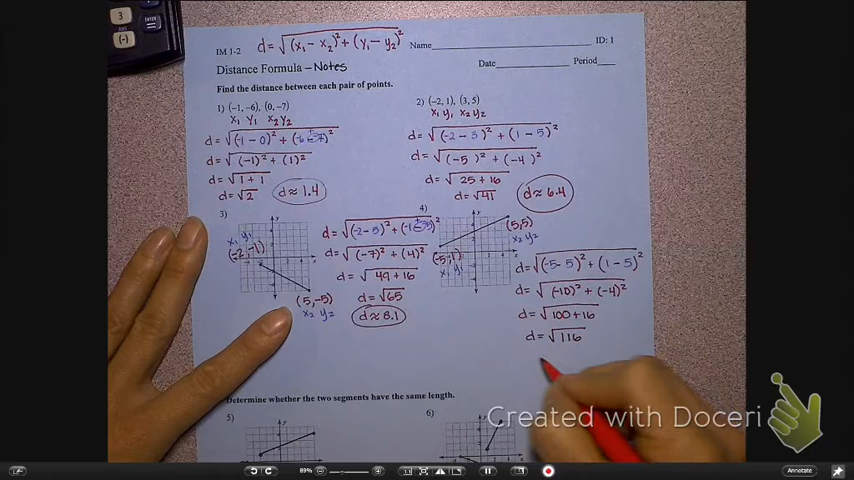 IM 1-2 d = √(x₁ - x₂)² + (y₁ - y₂)² Name ID: 1
Distance Formula - Notes Date Period
Find the distance between each pair of points.
1) (-1, -6), (0, -7)
x₁ y₁ x₂ y₂
d = √(-1 - 0)² + (-6 - -7)²
d = √(-1)² + (1)²
d = √1 + 1
d = √2 d ≈ 1.4
2) (-2, 1), (3, 5)
x₁ y₁ x₂ y₂
d = √(-2 - 3)² + (1 - 5)²
d = √(-5)² + (-4)²
d = √25 + 16
d = √41 d ≈ 6.4
3)
x₁ y₁
(-2, -1)
(5, -5)
x₂ y₂
d = √(-2 - 5)² + (-1 - -5)²
d = √(-7)² + (4)²
d = √49 + 16
d = √65
d ≈ 8.1
4)
(5,5)
x₂ y₂
x₁ y₁
d = √(-5 - 5)² + (1 - 5)²
d = √(-10)² + (-4)²
d = √100 + 16
d = √116
Determine whether the two segments have the same length.
5)
6)
Created with Doceri
3
ENTER
(-)
89%
1:1
Annotate